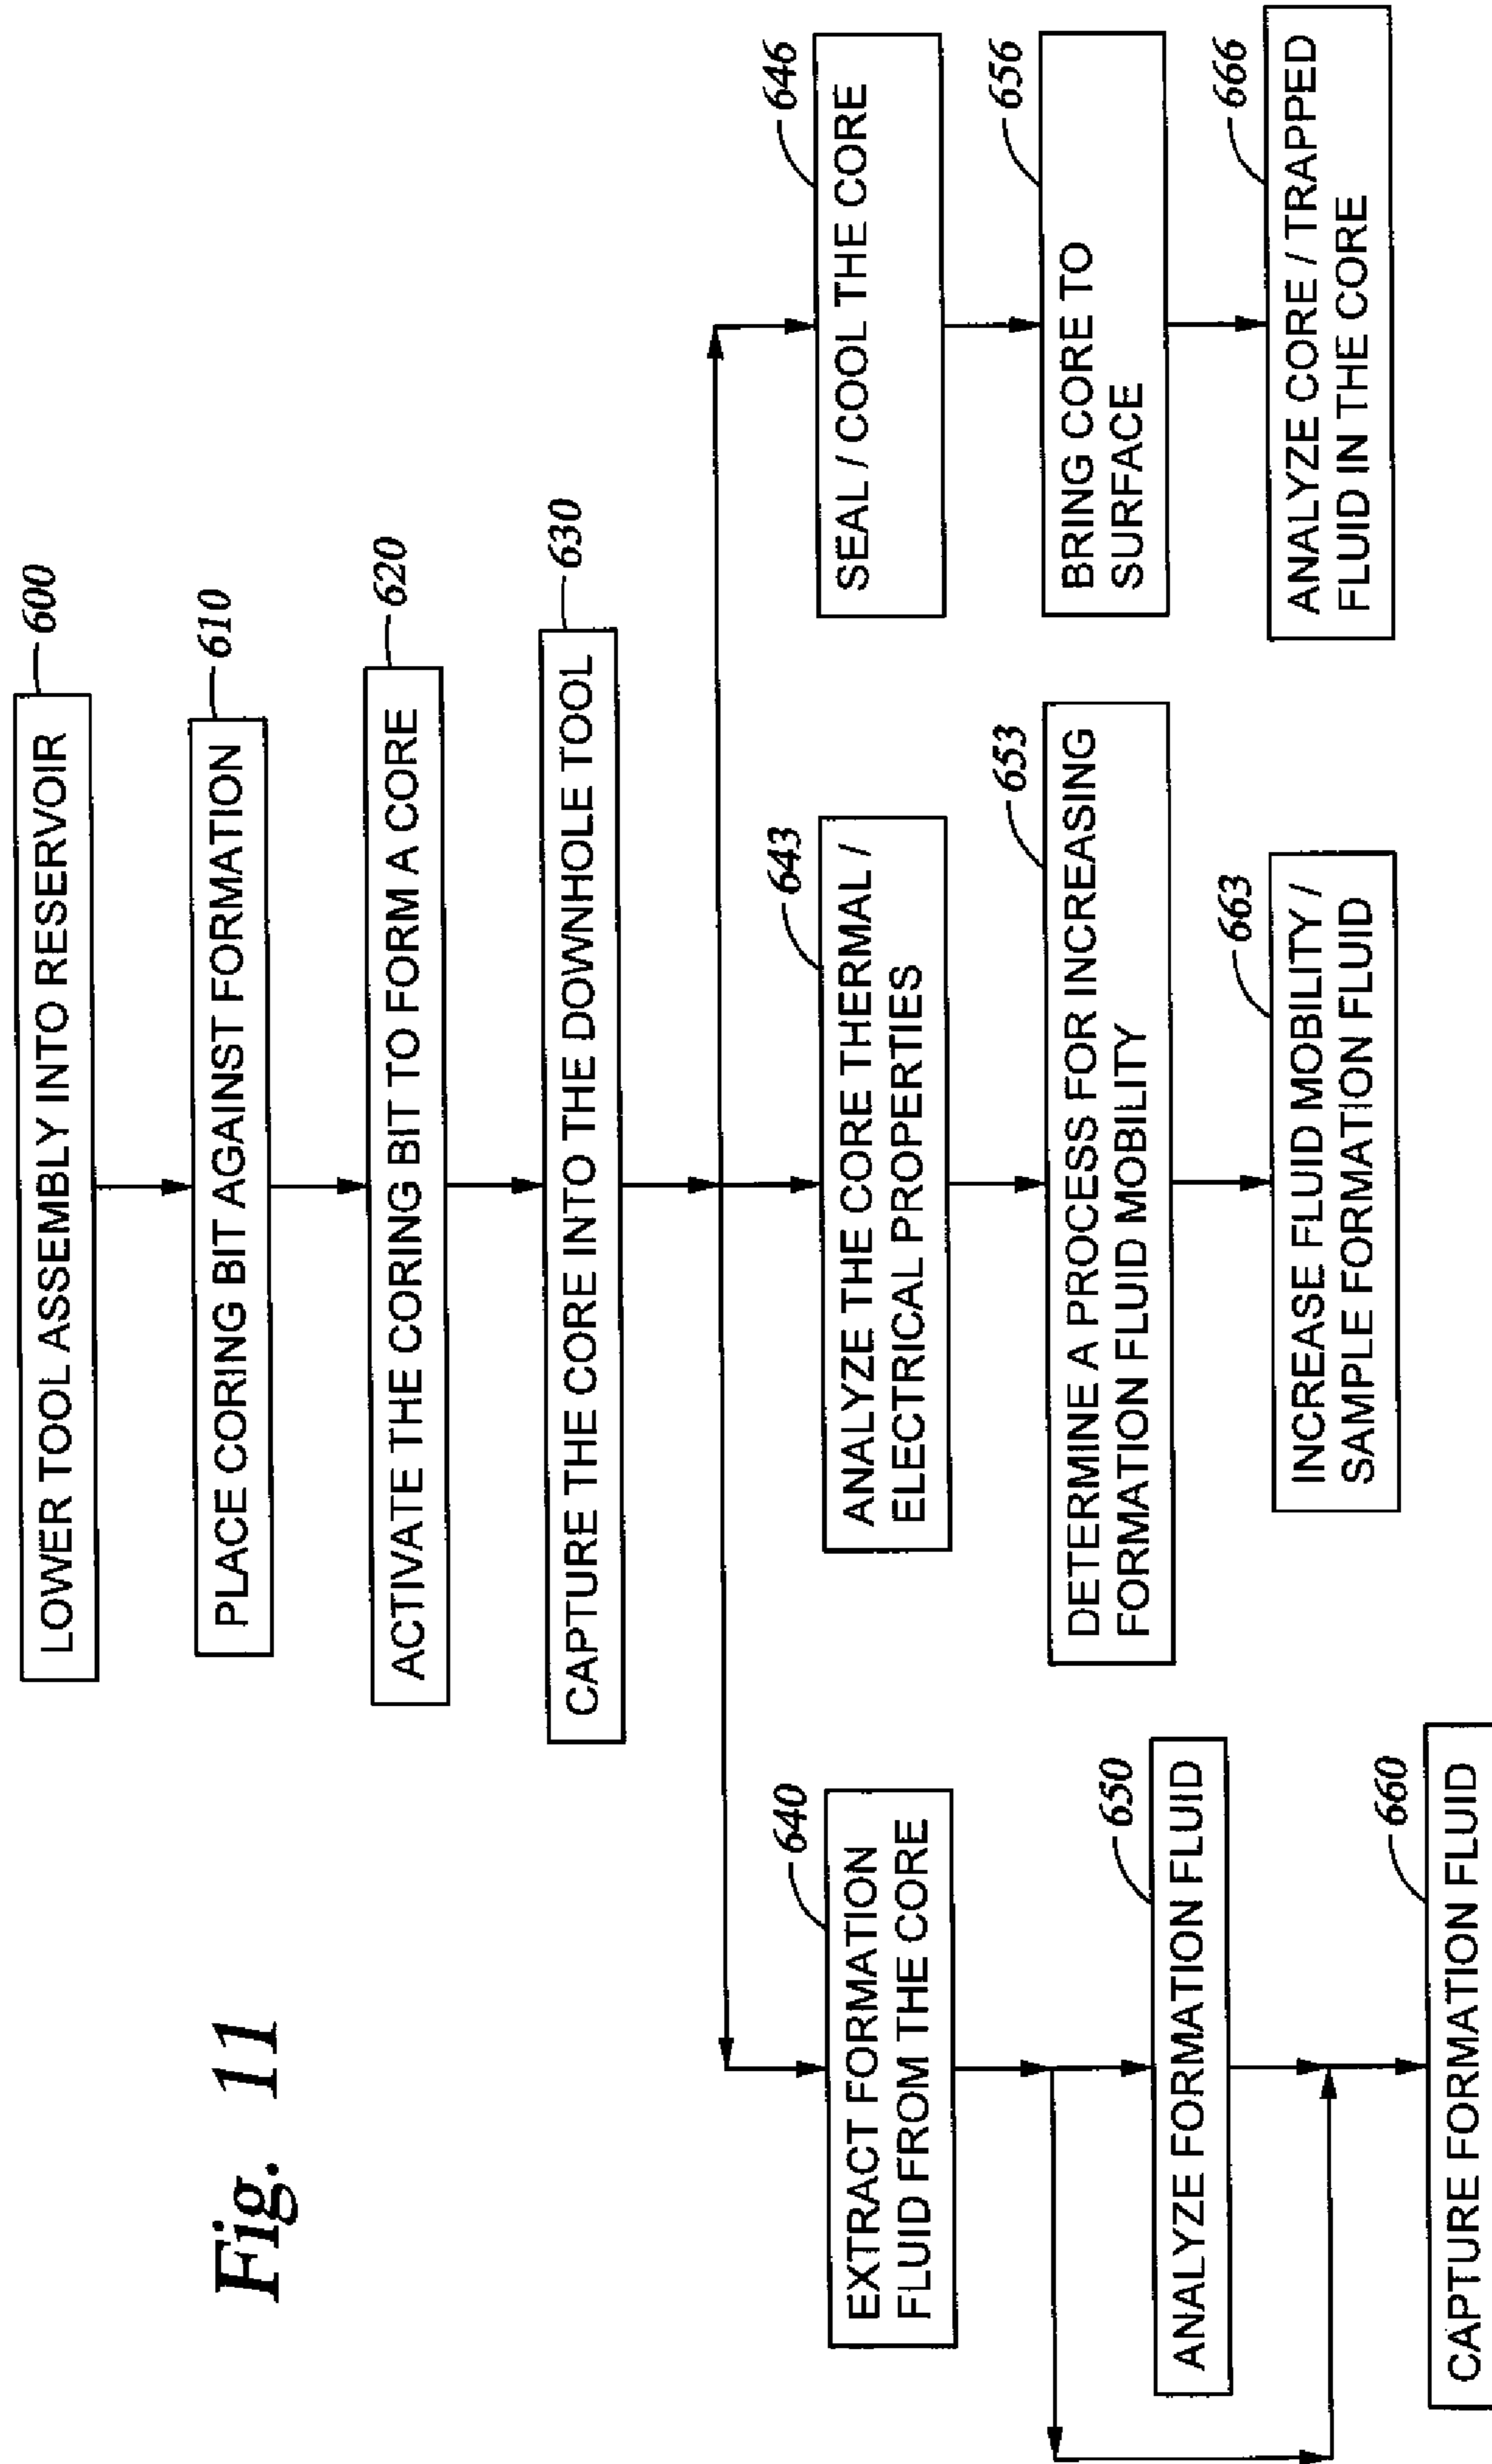 Fig. 11
LOWER TOOL ASSEMBLY INTO RESERVOIR
600
PLACE CORING BIT AGAINST FORMATION
610
ACTIVATE THE CORING BIT TO FORM A CORE
620
CAPTURE THE CORE INTO THE DOWNHOLE TOOL
630
EXTRACT FORMATION
FLUID FROM THE CORE
640
ANALYZE FORMATION FLUID
650
CAPTURE FORMATION FLUID
660
ANALYZE THE CORE THERMAL /
ELECTRICAL PROPERTIES
643
DETERMINE A PROCESS FOR INCREASING
FORMATION FLUID MOBILITY
653
INCREASE FLUID MOBILITY /
SAMPLE FORMATION FLUID
663
SEAL / COOL THE CORE
646
BRING CORE TO
SURFACE
656
ANALYZE CORE / TRAPPED
FLUID IN THE CORE
666